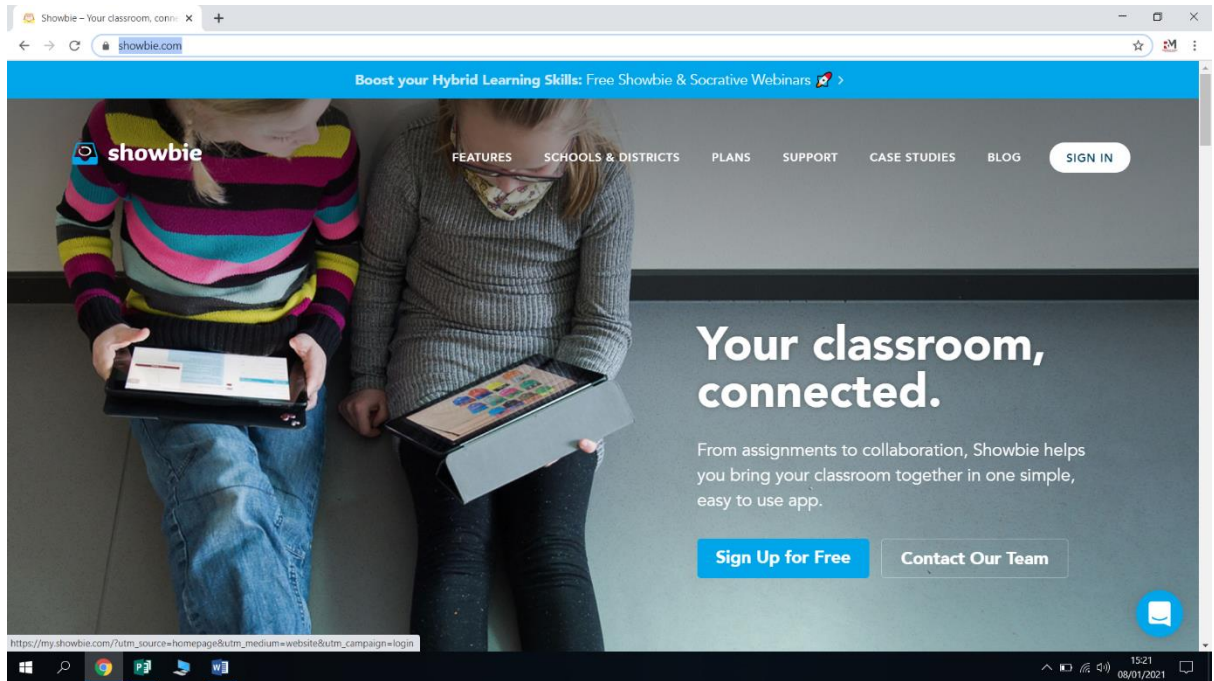 Showbie – Your classroom, conne
showbie.com
Boost your Hybrid Learning Skills: Free Showbie & Socrative Webinars 🚀 >
showbie
FEATURES SCHOOLS & DISTRICTS PLANS SUPPORT CASE STUDIES BLOG SIGN IN
Your classroom,
connected.
From assignments to collaboration, Showbie helps
you bring your classroom together in one simple,
easy to use app.
Sign Up for Free Contact Our Team
https://my.showbie.com/?utm_source=homepage&utm_medium=website&utm_campaign=login
15:21
08/01/2021